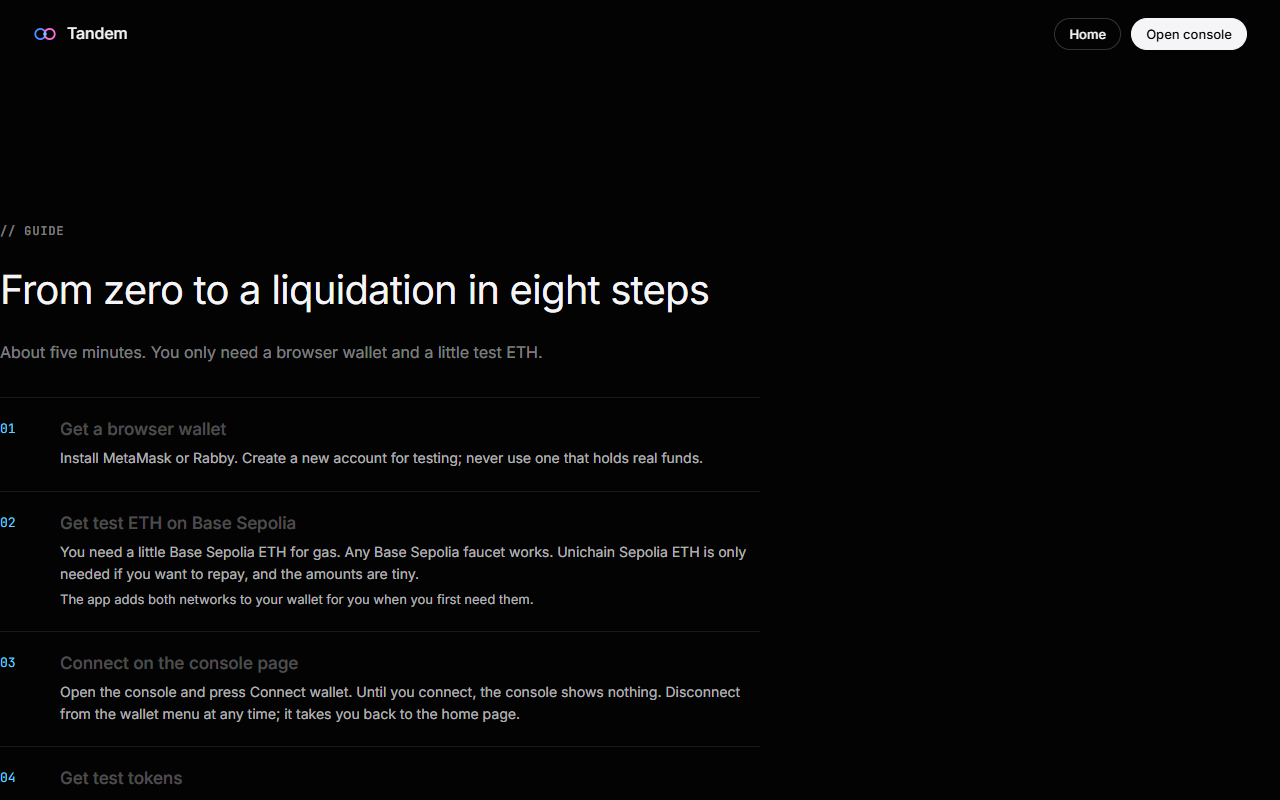 Tandem
Home
Open console
// GUIDE
From zero to a liquidation in eight steps
About five minutes. You only need a browser wallet and a little test ETH.
01
Get a browser wallet
Install MetaMask or Rabby. Create a new account for testing; never use one that holds real funds.
02
Get test ETH on Base Sepolia
You need a little Base Sepolia ETH for gas. Any Base Sepolia faucet works. Unichain Sepolia ETH is only
needed if you want to repay, and the amounts are tiny.
The app adds both networks to your wallet for you when you first need them.
03
Connect on the console page
Open the console and press Connect wallet. Until you connect, the console shows nothing. Disconnect
from the wallet menu at any time; it takes you back to the home page.
04
Get test tokens